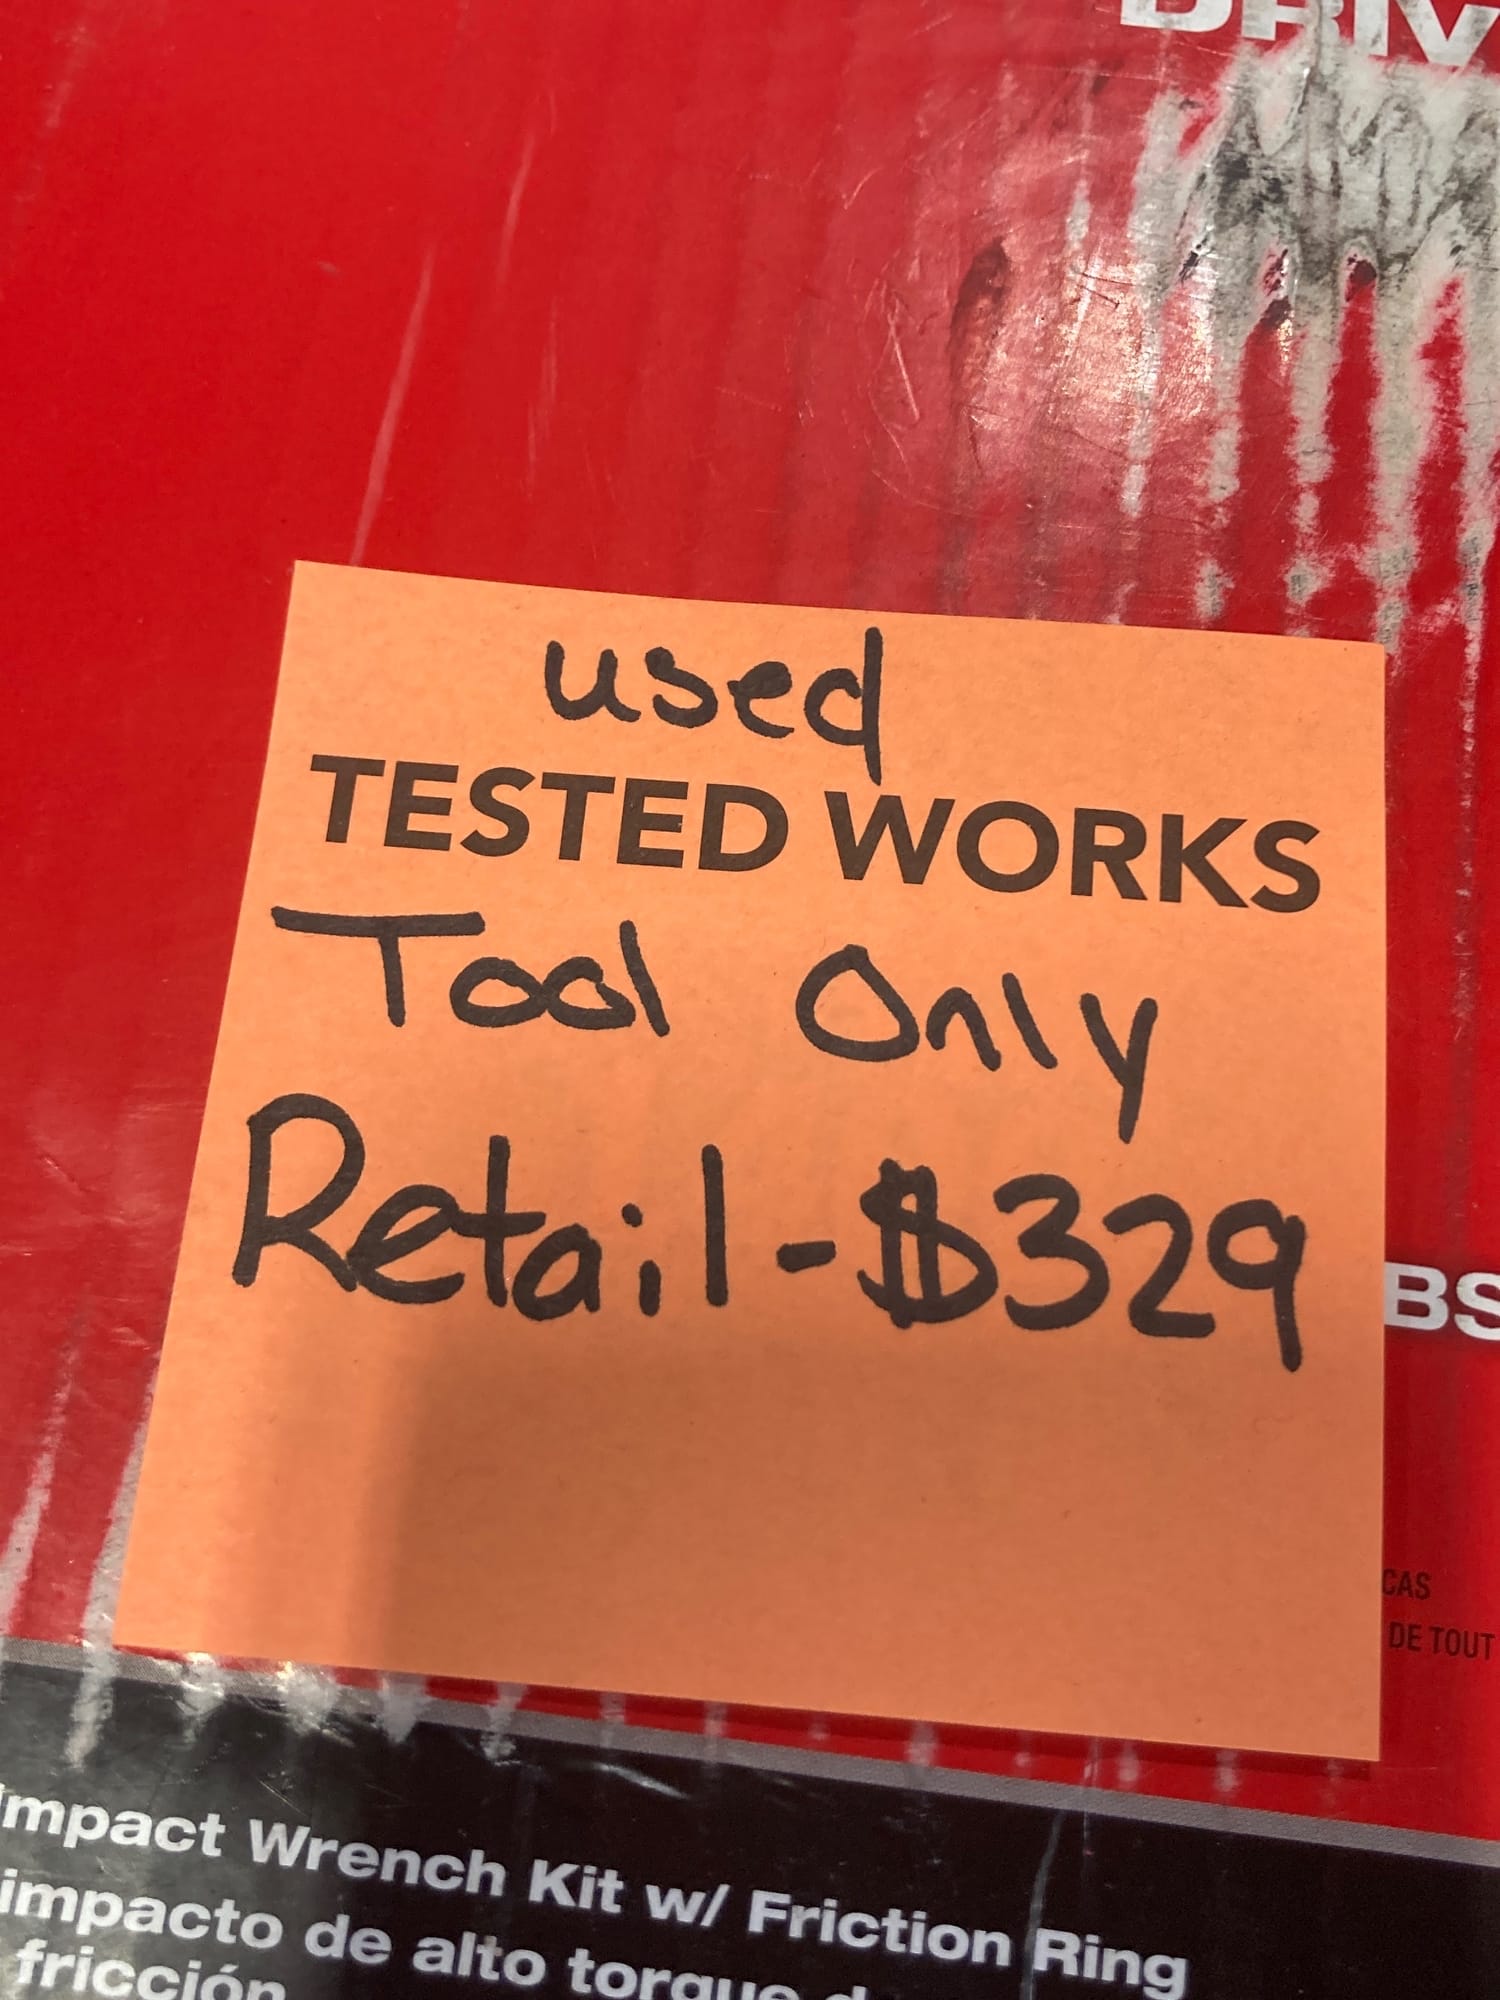 used
TESTED WORKS
Tool Only
Retail-$329
BS
CAS
DE TOUT
Impact Wrench Kit w/ Friction Ring
impacto de alto torque
fricción